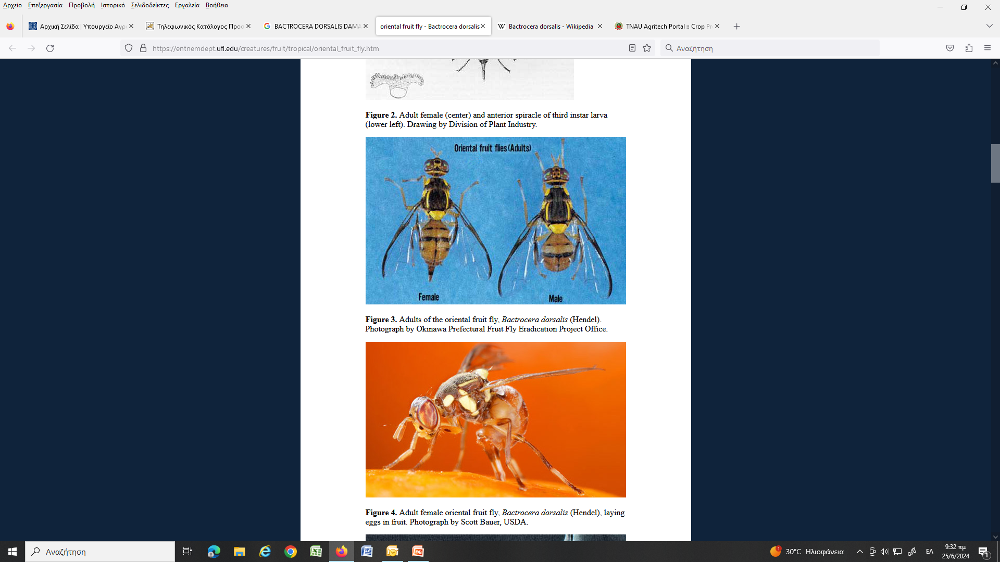 Αρχείο Επεξεργασία Προβολή Ιστορικό Σελιδοδείκτες Εργαλεία Βοήθεια
Αρχική Σελίδα | Υπουργείο Αγρο
Τηλεφωνικός Κατάλογος Προσ
BACTROCERA DORSALIS DAMA
oriental fruit fly - Bactrocera dorsalis
Bactrocera dorsalis - Wikipedia
TNAU Agritech Portal :: Crop Pr
https://entnemdept.ufl.edu/creatures/fruit/tropical/oriental_fruit_fly.htm
Αναζήτηση
Figure 2. Adult female (center) and anterior spiracle of third instar larva
(lower left). Drawing by Division of Plant Industry.
Oriental fruit flies (Adults)
Female
Male
Figure 3. Adults of the oriental fruit fly, Bactrocera dorsalis (Hendel).
Photograph by Okinawa Prefectural Fruit Fly Eradication Project Office.
Figure 4. Adult female oriental fruit fly, Bactrocera dorsalis (Hendel), laying
eggs in fruit. Photograph by Scott Bauer, USDA.
Αναζήτηση
1
30°C Ηλιοφάνεια
ΕΛ
9:32 πμ
25/6/2024
1